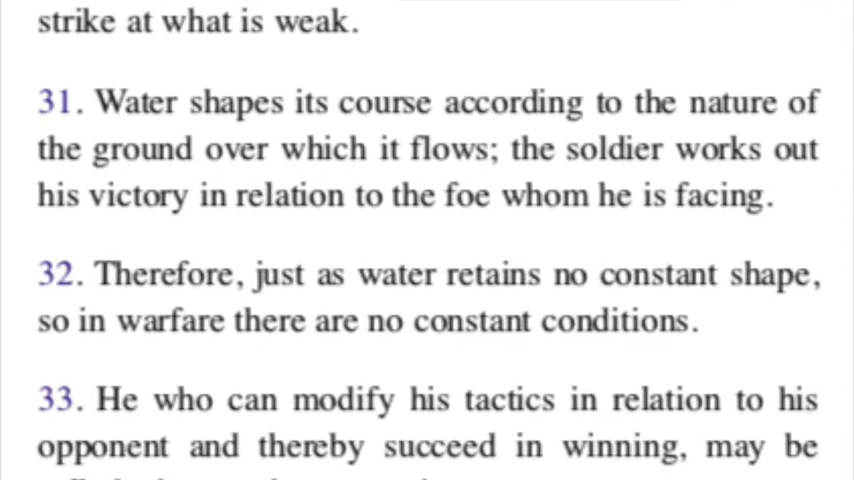 strike at what is weak.
31. Water shapes its course according to the nature of
the ground over which it flows; the soldier works out
his victory in relation to the foe whom he is facing.
32. Therefore, just as water retains no constant shape,
so in warfare there are no constant conditions.
33. He who can modify his tactics in relation to his
opponent and thereby succeed in winning, may be